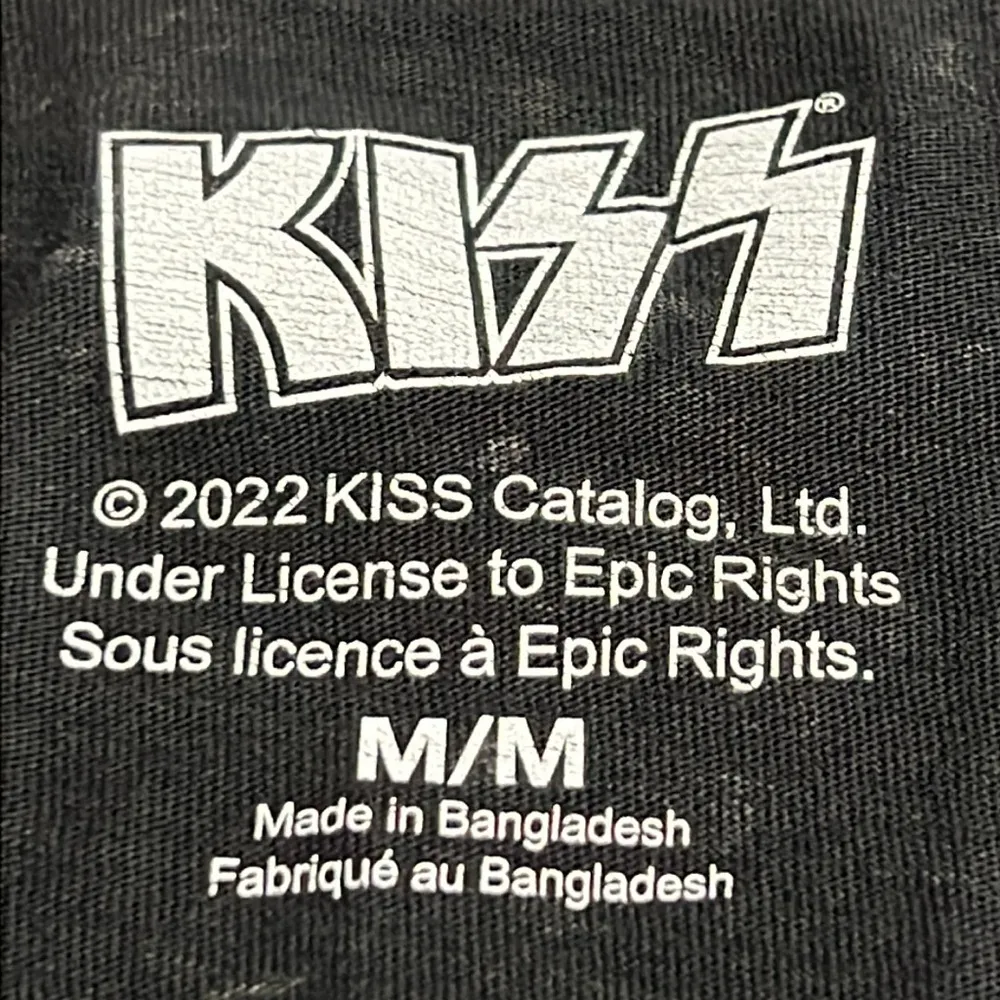 KISS®
© 2022 KISS Catalog, Ltd.
Under License to Epic Rights
Sous licence à Epic Rights.
M/M
Made in Bangladesh
Fabriqué au Bangladesh